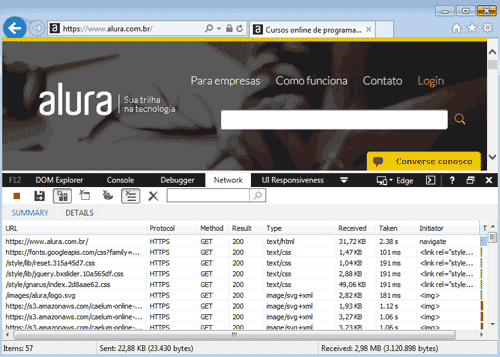 https://www.alura.com.br/
Cursos online de programa...
Para empresas Como funciona Contato Login
alura Sua trilha
na tecnologia
Converse conosco
F12 DOM Explorer Console Debugger Network UI Responsiveness Edge
SUMMARY DETAILS
URL Protocol Method Result Type Received Taken Initiator T
https://www.alura.com.br/ HTTPS GET 200 text/html 31,72 KB 2.38 s navigate
https://fonts.googleapis.com/css?family=... HTTPS GET 200 text/css 1,47 KB 101 ms <link rel="style...
/style/lib/reset.315a45d7.css HTTPS GET 200 text/css 1,04 KB 191 ms <link rel="style...
/style/lib/jquery.bxslider.10a565df.css HTTPS GET 200 text/css 2,88 KB 191 ms <link rel="style...
/style/gnarus/index.2d8aae62.css HTTPS GET 200 text/css 49,06 KB 191 ms <link rel="style...
/images/alura/logo.svg HTTPS GET 200 image/svg+xml 2,82 KB 181 ms <img>
https://s3.amazonaws.com/caelum-online-... HTTPS GET 200 image/svg+xml 1,93 KB 1.12 s <img>
https://s3.amazonaws.com/caelum-online-... HTTPS GET 200 image/svg+xml 3,27 KB 1.06 s <img>
https://s3.amazonaws.com/caelum-online-... HTTPS GET 200 image/svg+xml 3,23 KB 1.06 s <img>
Items: 57 Sent: 22,88 KB (23.430 bytes) Received: 2,98 MB (3.120.898 bytes)